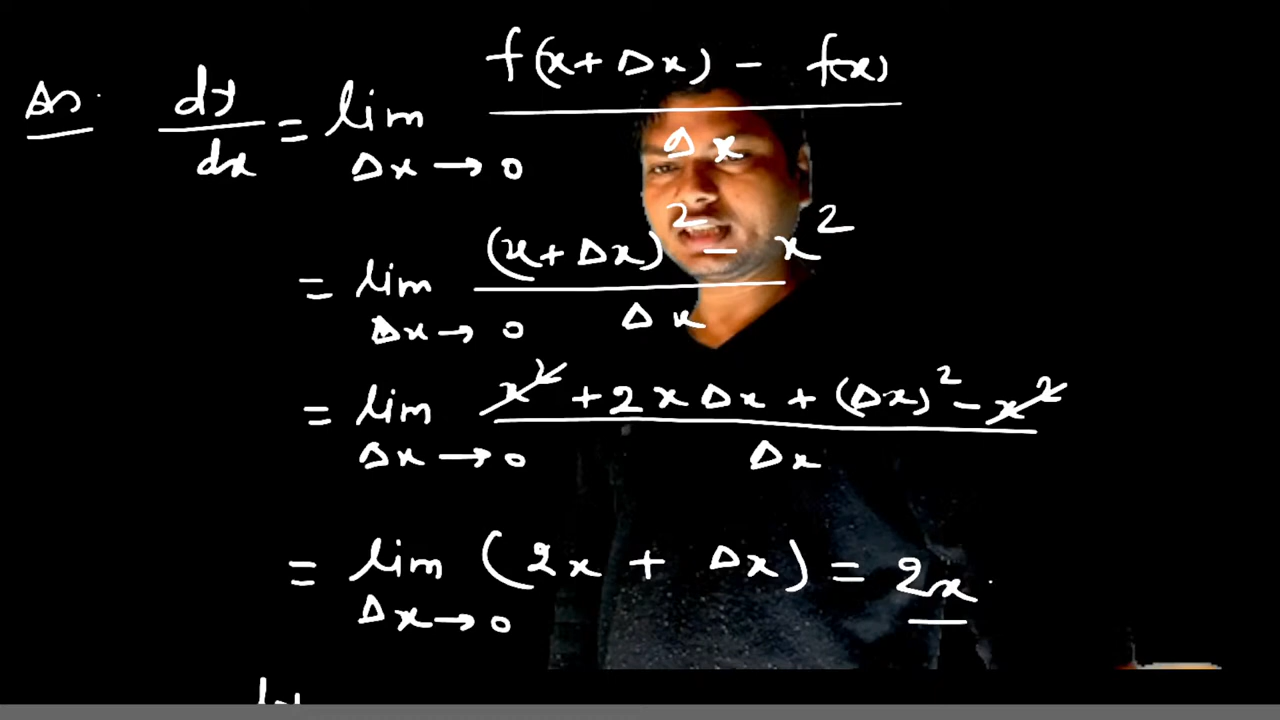 Ans. dy/dx = lim Δx→0 (f(x+Δx) - f(x))/Δx
= lim Δx→0 ((x+Δx)² - x²)/Δx
= lim Δx→0 (x² + 2xΔx + (Δx)² - x²)/Δx
= lim Δx→0 (2x + Δx) = 2x.